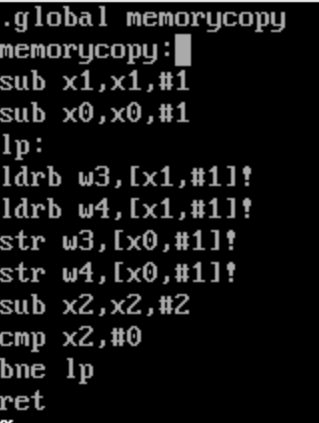 .global memorycopy
memorycopy:
sub x1,x1,#1
sub x0,x0,#1
lp:
ldrb w3,[x1,#1]!
ldrb w4,[x1,#1]!
str w3,[x0,#1]!
str w4,[x0,#1]!
sub x2,x2,#2
cmp x2,#0
bne lp
ret